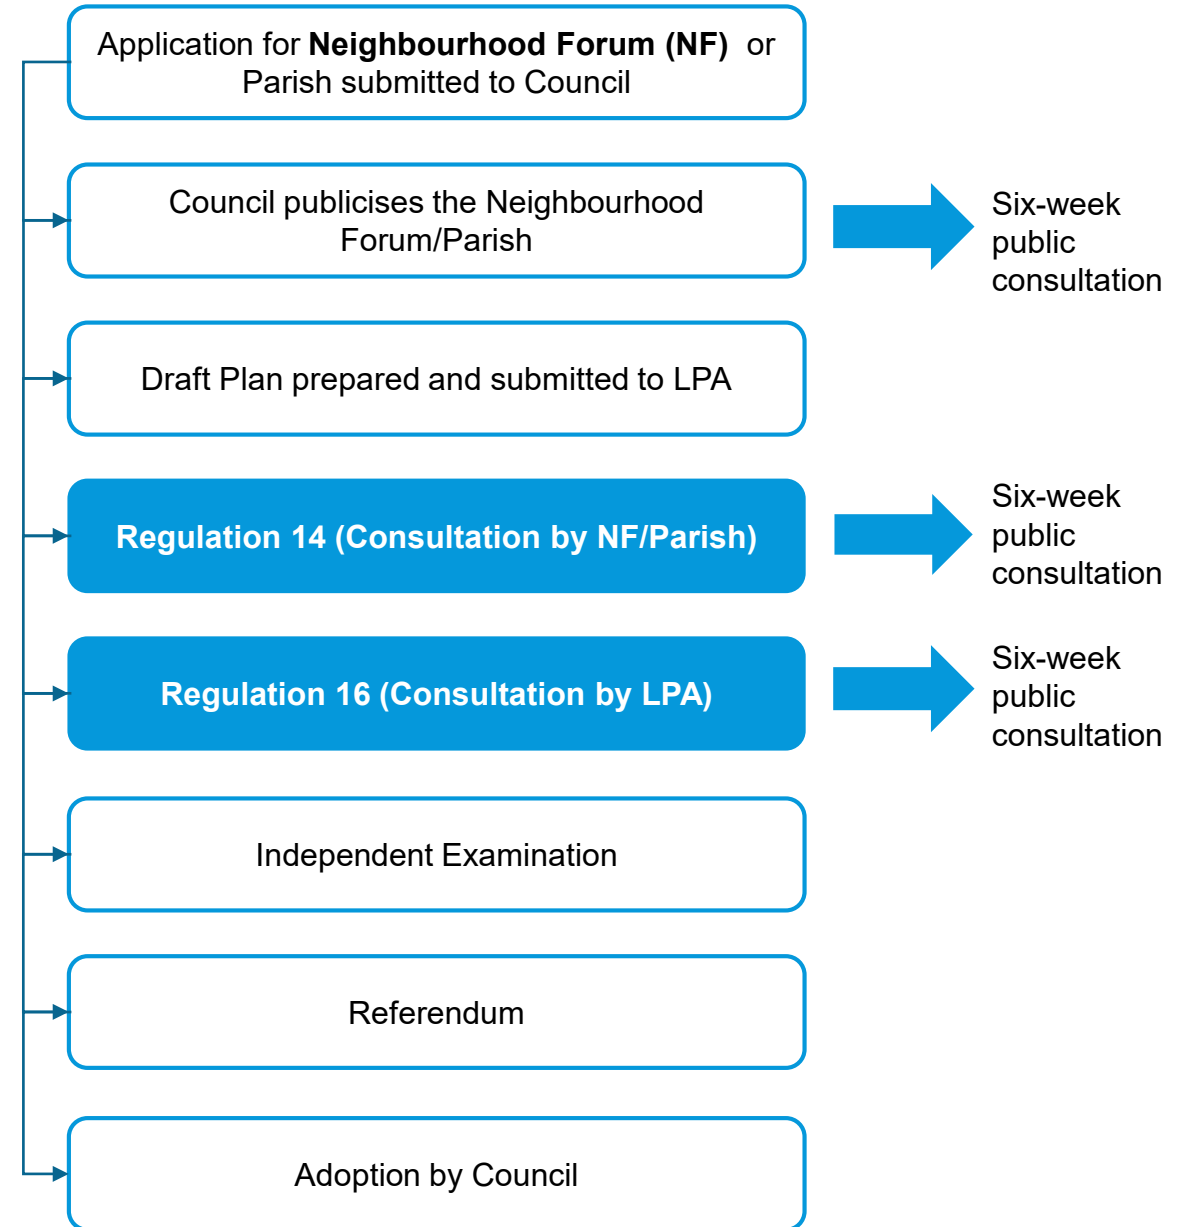 Application for Neighbourhood Forum (NF) or
Parish submitted to Council
Council publicises the Neighbourhood
Forum/Parish
Six-week
public
consultation
Draft Plan prepared and submitted to LPA
Regulation 14 (Consultation by NF/Parish)
Six-week
public
consultation
Regulation 16 (Consultation by LPA)
Six-week
public
consultation
Independent Examination
Referendum
Adoption by Council